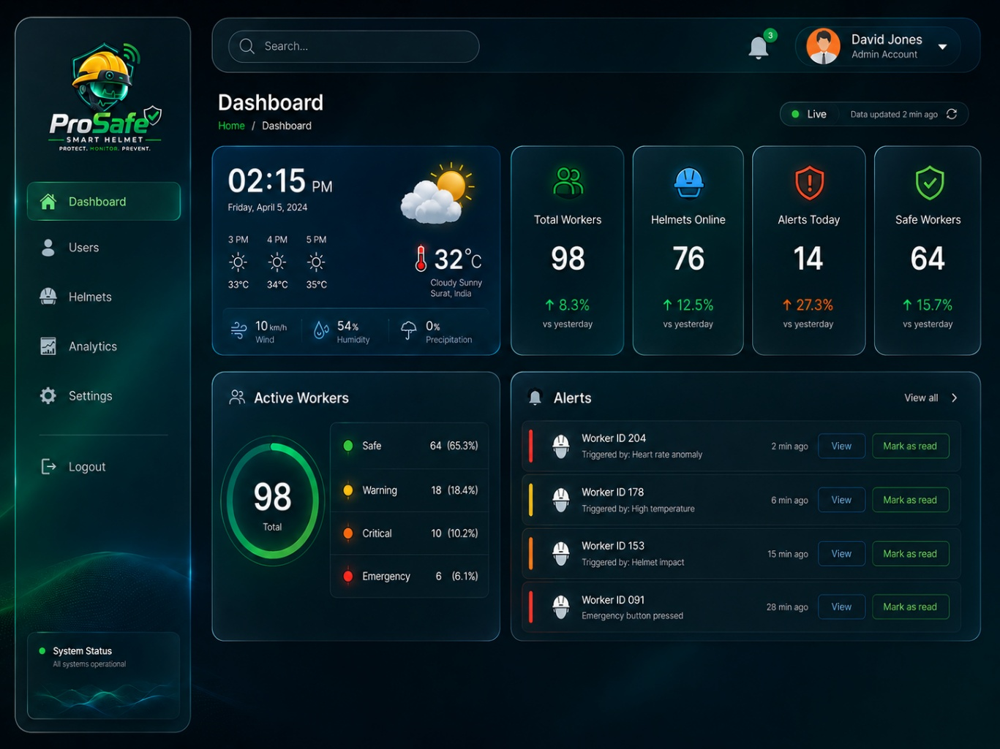 ProSafe
SMART HELMET
PROTECT. MONITOR. PREVENT.
Dashboard
Users
Helmets
Analytics
Settings
Logout
System Status
All systems operational
Search...
3
David Jones
Admin Account
Dashboard
Home / Dashboard
Live
Data updated 2 min ago
02:15 PM
Friday, April 5, 2024
3 PM 4 PM 5 PM
33°C 34°C 35°C
32°C
Cloudy Sunny
Surat, India
10 km/h
Wind
54%
Humidity
0%
Precipitation
Total Workers
98
↑ 8.3%
vs yesterday
Helmets Online
76
↑ 12.5%
vs yesterday
Alerts Today
14
↑ 27.3%
vs yesterday
Safe Workers
64
↑ 15.7%
vs yesterday
Active Workers
98
Total
Safe 64 (65.3%)
Warning 18 (18.4%)
Critical 10 (10.2%)
Emergency 6 (6.1%)
Alerts
View all
Worker ID 204
Triggered by: Heart rate anomaly
2 min ago View Mark as read
Worker ID 178
Triggered by: High temperature
6 min ago View Mark as read
Worker ID 153
Triggered by: Helmet impact
15 min ago View Mark as read
Worker ID 091
Emergency button pressed
28 min ago View Mark as read